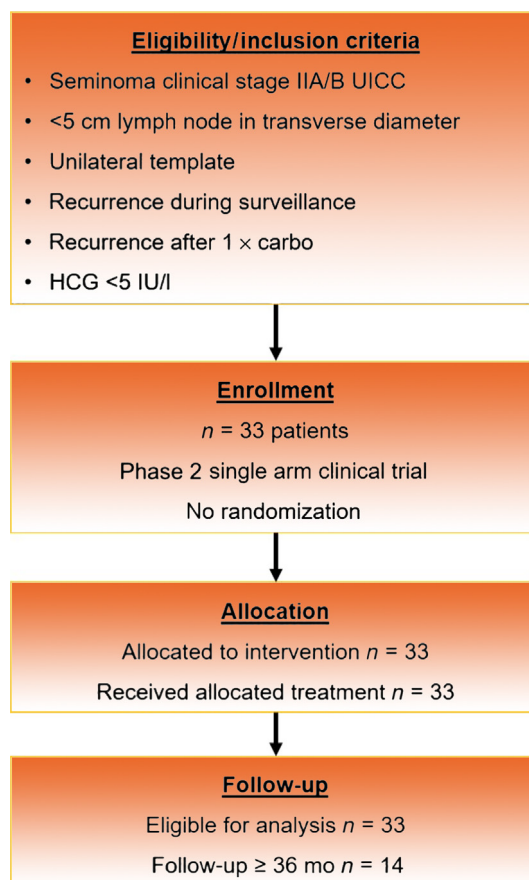 Eligibility/inclusion criteria
• Seminoma clinical stage IIA/B UICC
• <5 cm lymph node in transverse diameter
• Unilateral template
• Recurrence during surveillance
• Recurrence after 1 × carbo
• HCG <5 IU/l
Enrollment
n = 33 patients
Phase 2 single arm clinical trial
No randomization
Allocation
Allocated to intervention n = 33
Received allocated treatment n = 33
Follow-up
Eligible for analysis n = 33
Follow-up ≥ 36 mo n = 14